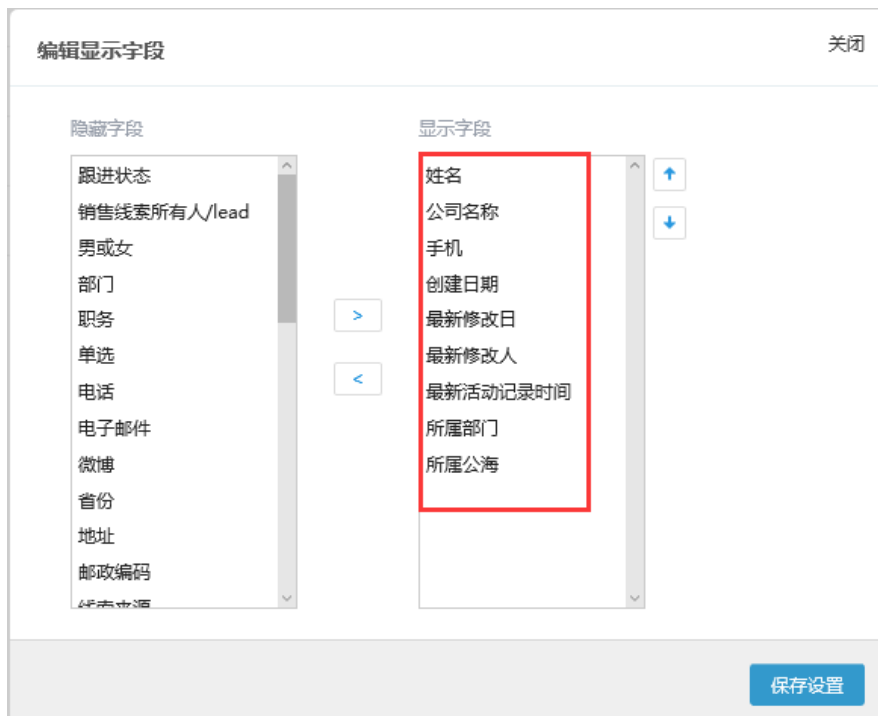 编辑显示字段
关闭
隐藏字段
跟进状态
销售线索所有人/lead
男或女
部门
职务
单选
电话
电子邮件
微博
省份
地址
邮政编码
线索来源
>
<
显示字段
姓名
公司名称
手机
创建日期
最新修改日
最新修改人
最新活动记录时间
所属部门
所属公海
保存设置